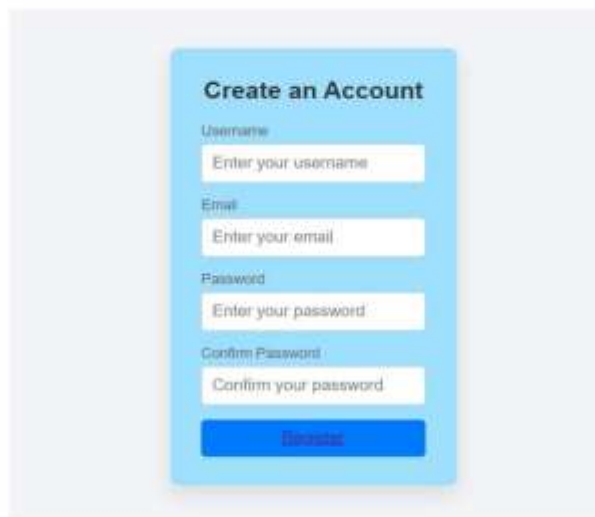 Create an Account
Username
Enter your username
Email
Enter your email
Password
Enter your password
Confirm Password
Confirm your password
Register